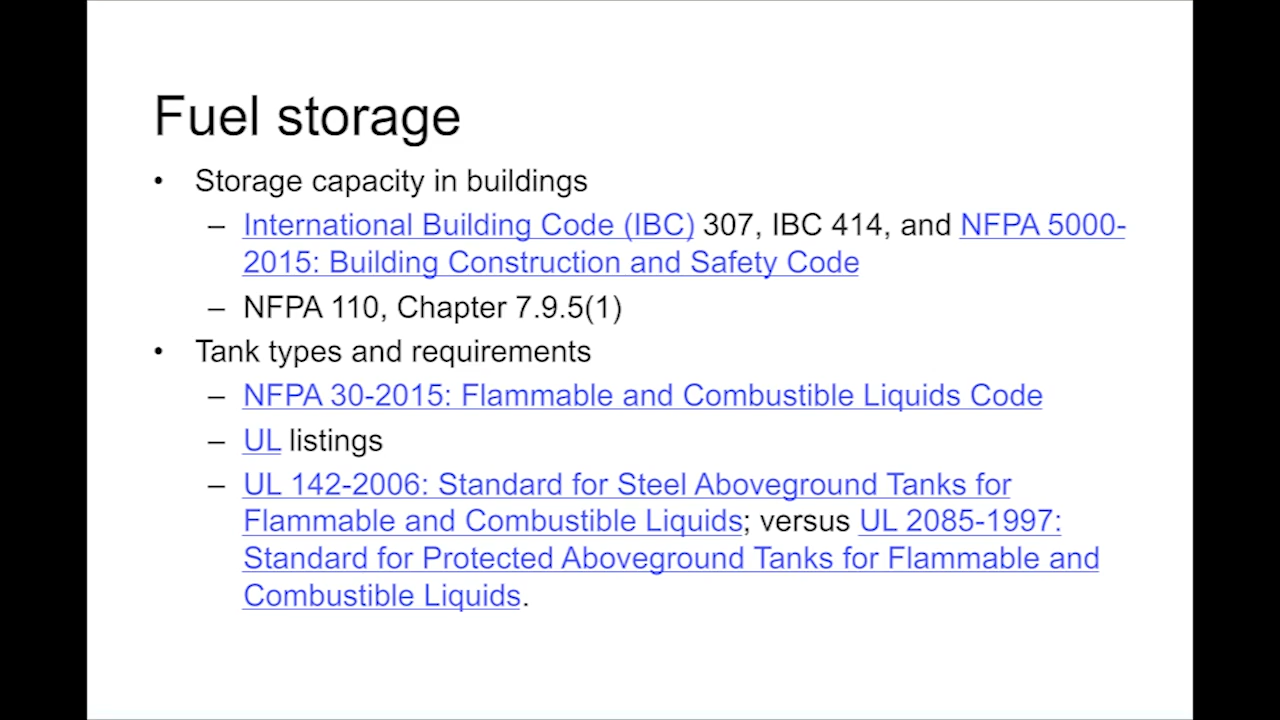 Fuel storage
• Storage capacity in buildings
– International Building Code (IBC) 307, IBC 414, and NFPA 5000-
2015: Building Construction and Safety Code
– NFPA 110, Chapter 7.9.5(1)
• Tank types and requirements
– NFPA 30-2015: Flammable and Combustible Liquids Code
– UL listings
– UL 142-2006: Standard for Steel Aboveground Tanks for
Flammable and Combustible Liquids; versus UL 2085-1997:
Standard for Protected Aboveground Tanks for Flammable and
Combustible Liquids.